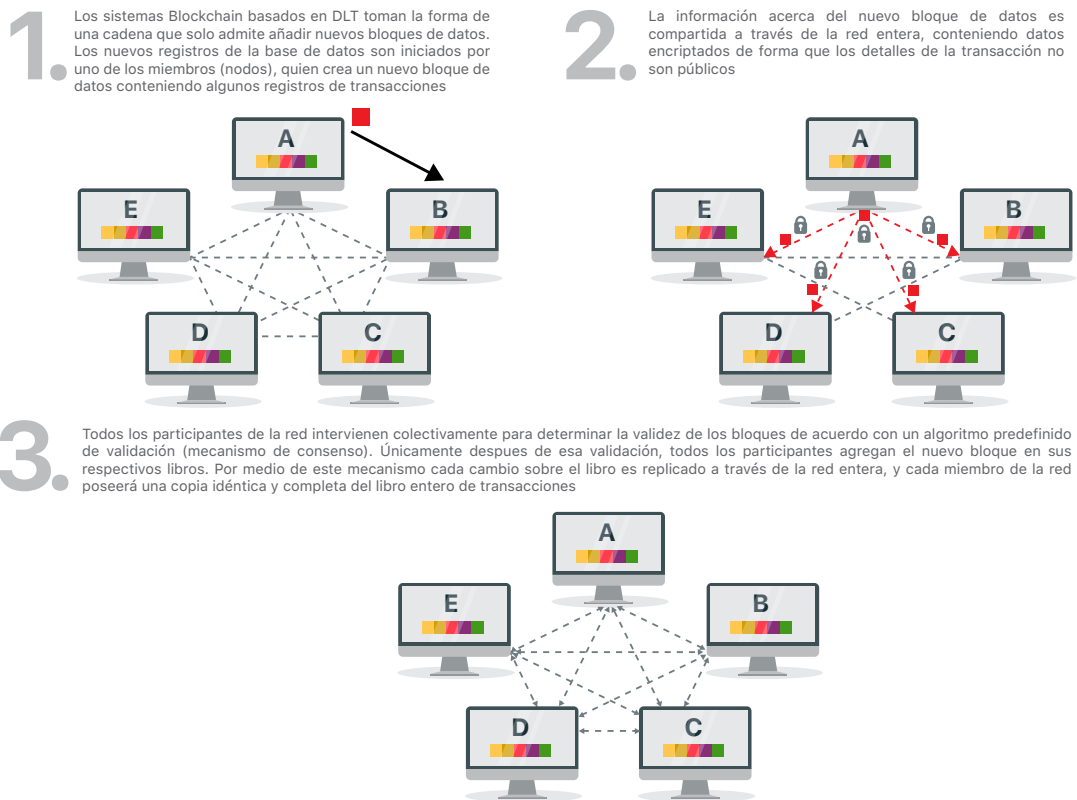 1.
Los sistemas Blockchain basados en DLT toman la forma de
una cadena que solo admite añadir nuevos bloques de datos.
Los nuevos registros de la base de datos son iniciados por
uno de los miembros (nodos), quien crea un nuevo bloque de
datos conteniendo algunos registros de transacciones
A
E
B
D
C
2.
La información acerca del nuevo bloque de datos es
compartida a través de la red entera, conteniendo datos
encriptados de forma que los detalles de la transacción no
son públicos
A
E
B
D
C
3.
Todos los participantes de la red intervienen colectivamente para determinar la validez de los bloques de acuerdo con un algoritmo predefinido
de validación (mecanismo de consenso). Únicamente despues de esa validación, todos los participantes agregan el nuevo bloque en sus
respectivos libros. Por medio de este mecanismo cada cambio sobre el libro es replicado a través de la red entera, y cada miembro de la red
poseerá una copia idéntica y completa del libro entero de transacciones
A
E
B
D
C